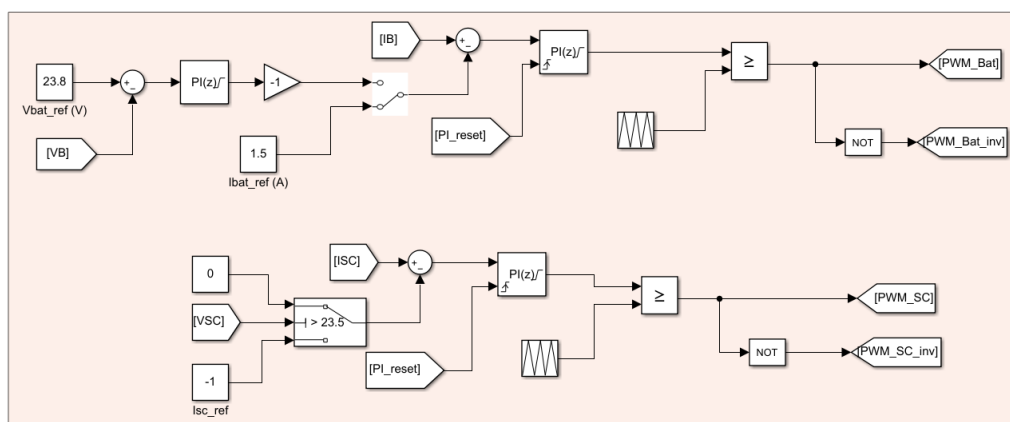 [IB]
+
-
PI(z)
≥
[PWM_Bat]
23.8
Vbat_ref (V)
+
-
PI(z)
-1
[VB]
1.5
Ibat_ref (A)
[PI_reset]
NOT
[PWM_Bat_inv]
[ISC]
+
-
PI(z)
≥
[PWM_SC]
0
[VSC]
> 23.5
[PI_reset]
NOT
[PWM_SC_inv]
-1
Isc_ref